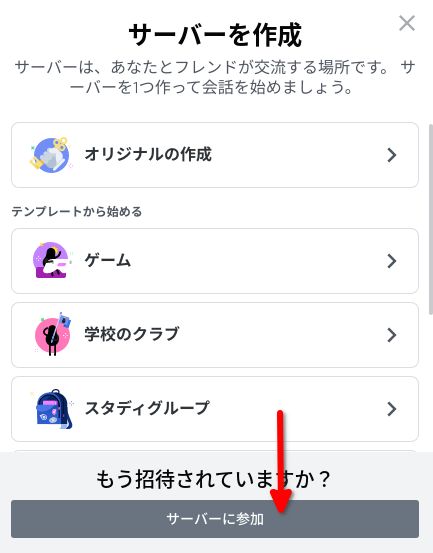 サーバーを作成
サーバーは、あなたとフレンドが交流する場所です。 サ
ーバーを1つ作って会話を始めましょう。
オリジナルの作成
テンプレートから始める
ゲーム
学校のクラブ
スタディグループ
もう招待されていますか？
サーバーに参加